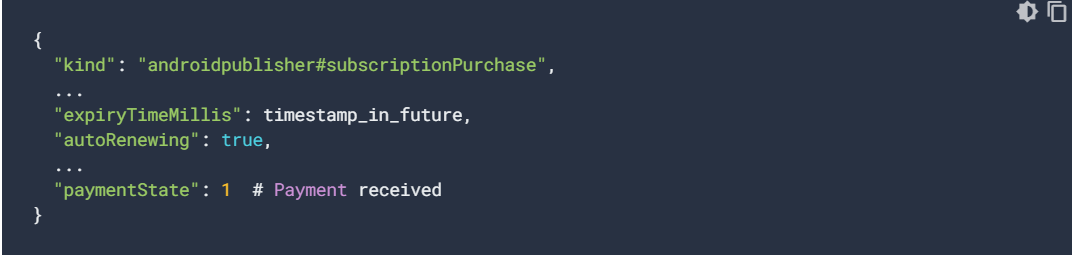 {
"kind": "androidpublisher#subscriptionPurchase",
...
"expiryTimeMillis": timestamp_in_future,
"autoRenewing": true,
...
"paymentState": 1  # Payment received
}